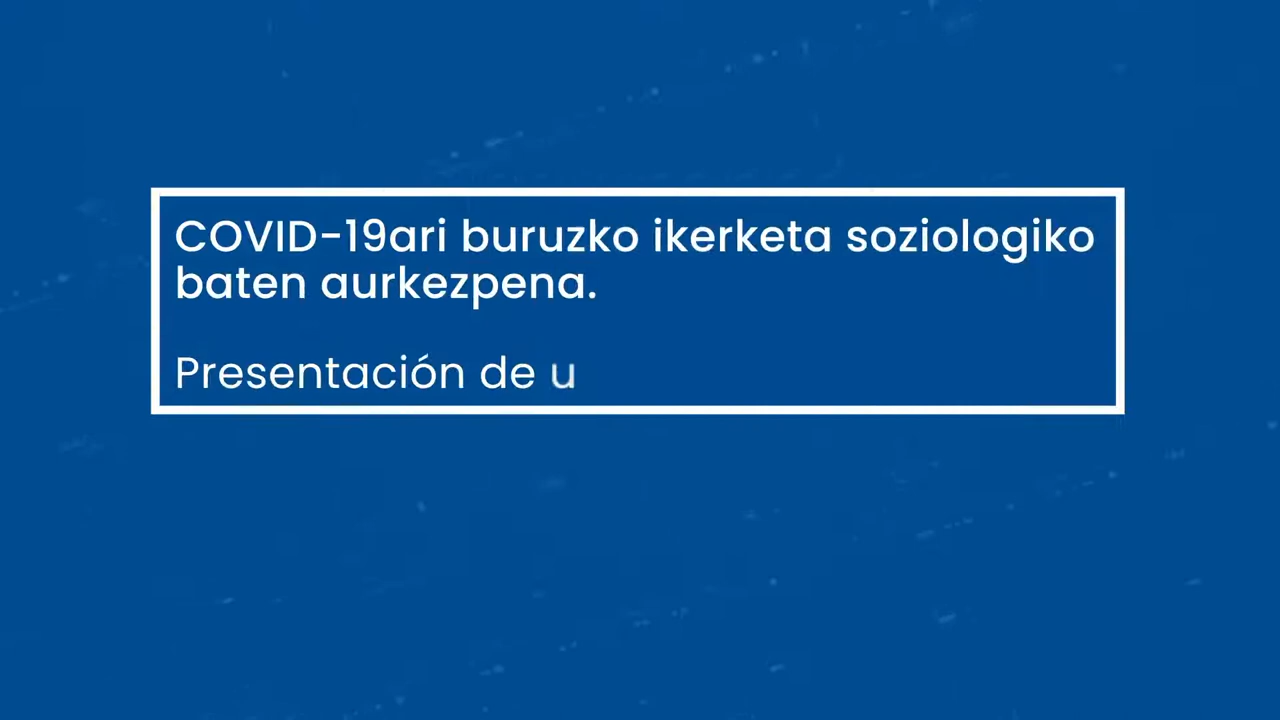 COVID-19ari buruzko ikerketa soziologiko
baten aurkezpena.
Presentación de u